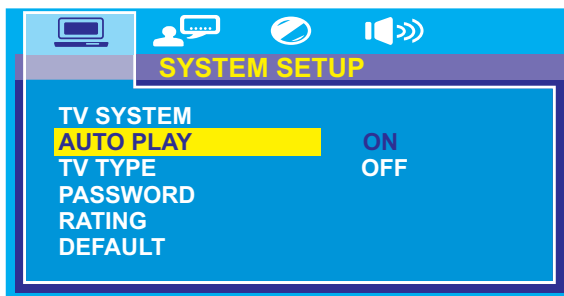 SYSTEM SETUP
TV SYSTEM
AUTO PLAY ON
TV TYPE OFF
PASSWORD
RATING
DEFAULT